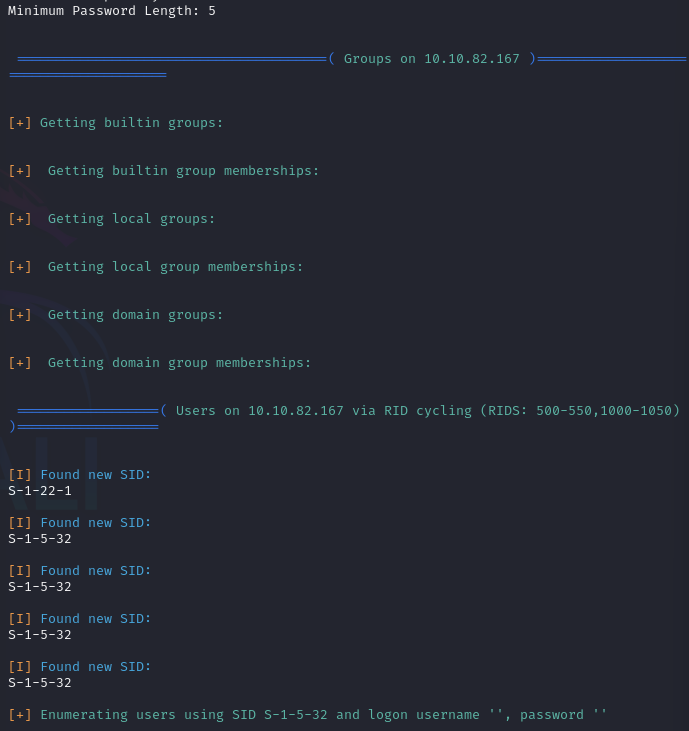 Minimum Password Length: 5
=======================================( Groups on 10.10.82.167 )===================
====================
[+] Getting builtin groups:
[+]  Getting builtin group memberships:
[+]  Getting local groups:
[+]  Getting local group memberships:
[+]  Getting domain groups:
[+]  Getting domain group memberships:
==================( Users on 10.10.82.167 via RID cycling (RIDS: 500-550,1000-1050)
)==================
[I] Found new SID:
S-1-22-1
[I] Found new SID:
S-1-5-32
[I] Found new SID:
S-1-5-32
[I] Found new SID:
S-1-5-32
[I] Found new SID:
S-1-5-32
[+] Enumerating users using SID S-1-5-32 and logon username '', password ''